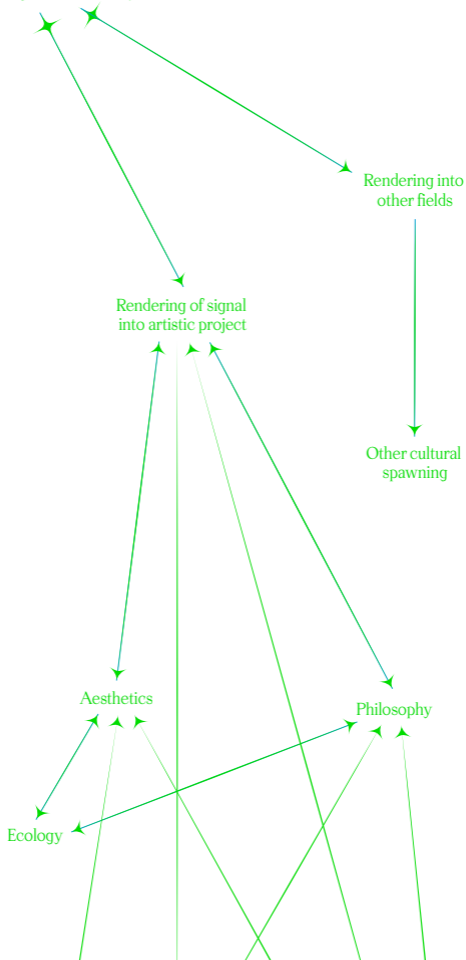 Rendering into
other fields
Rendering of signal
into artistic project
Other cultural
spawning
Aesthetics
Philosophy
Ecology